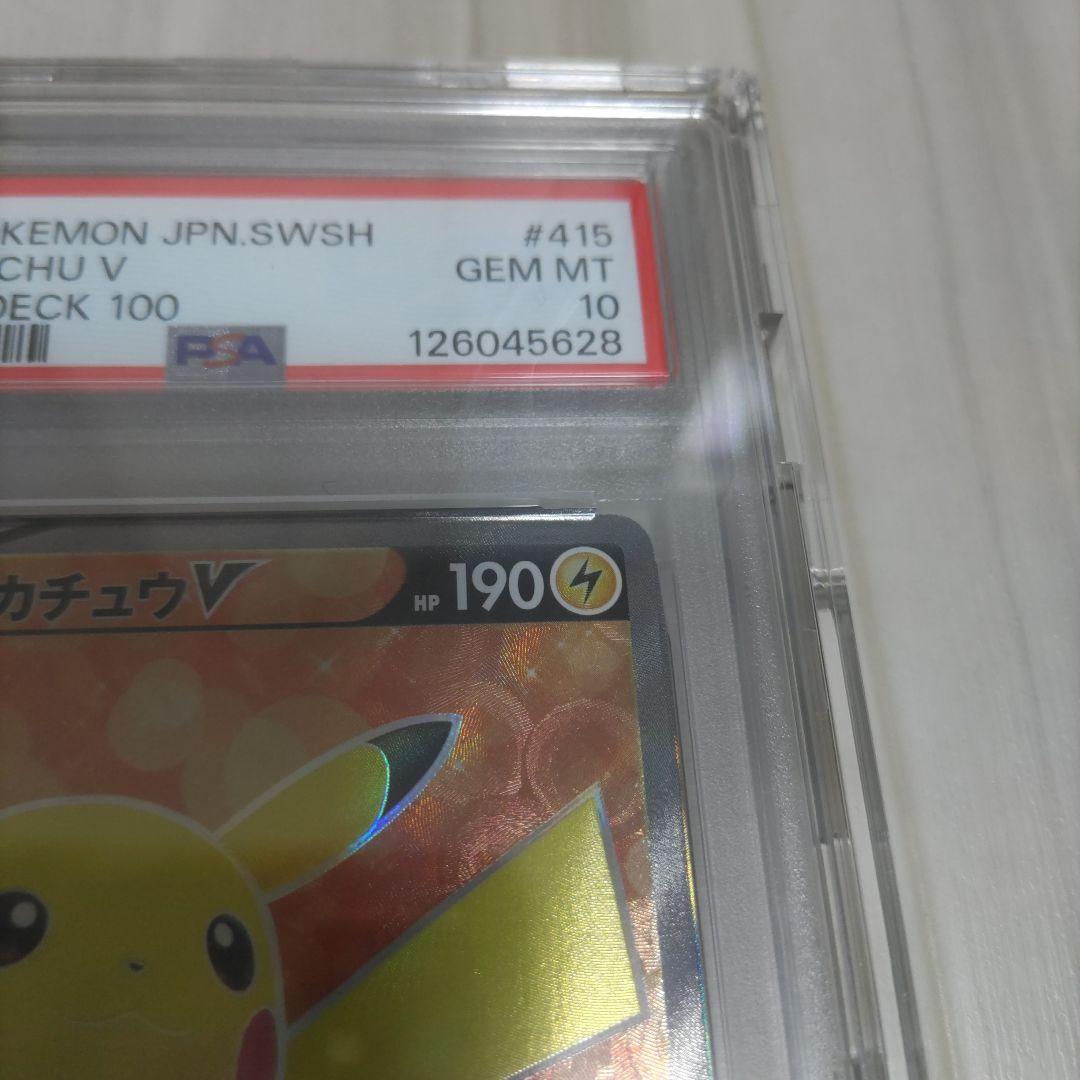 KEMON JPN.SWSH #415
CHU V GEM MT
DECK 100 10
PSA 126045628
カチュウV HP 190